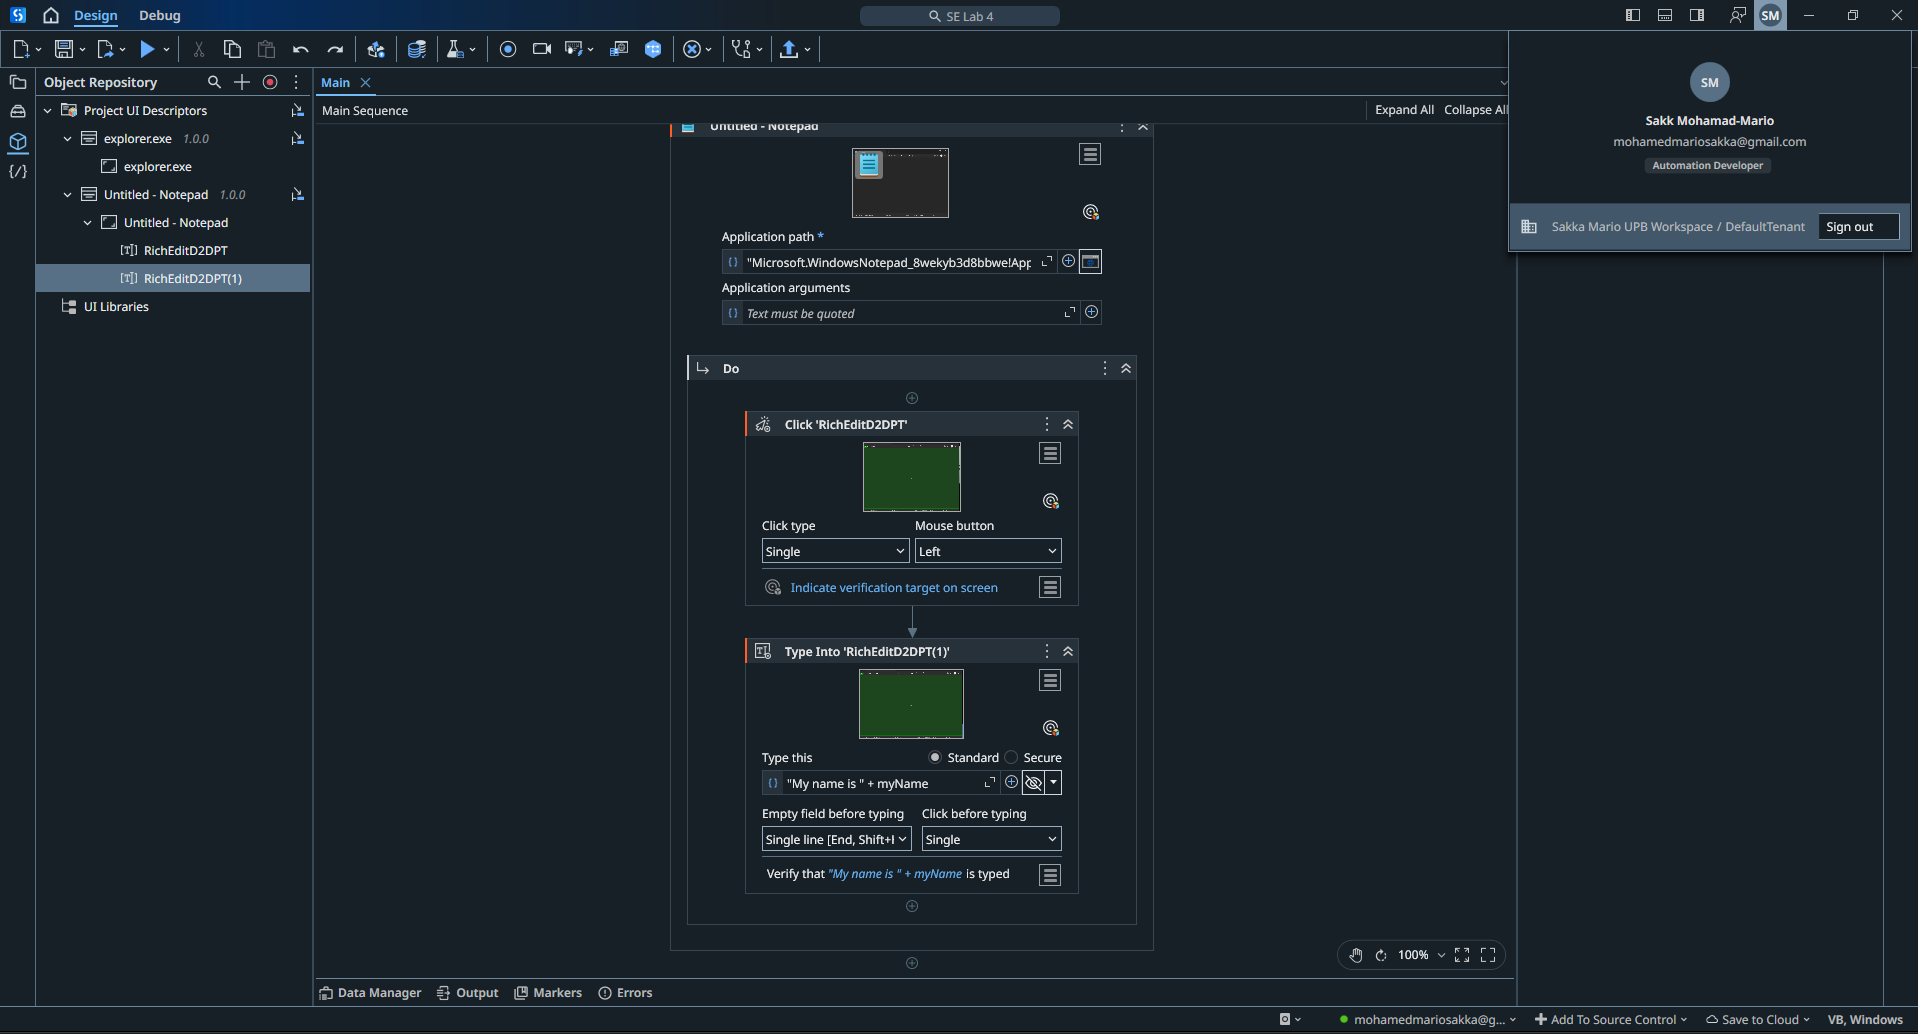 Design
Debug
SE Lab 4
SM
Object Repository
Project UI Descriptors
explorer.exe 1.0.0
explorer.exe
Untitled - Notepad 1.0.0
Untitled - Notepad
RichEditD2DPT
RichEditD2DPT(1)
UI Libraries
Main
Main Sequence
Expand All
Collapse All
Untitled - Notepad
Application path *
"Microsoft.WindowsNotepad_8wekyb3d8bbwe!App
Application arguments
Text must be quoted
Do
Click 'RichEditD2DPT'
Click type
Mouse button
Single
Left
Indicate verification target on screen
Type Into 'RichEditD2DPT(1)'
Type this
Standard
Secure
"My name is " + myName
Empty field before typing
Click before typing
Single line [End, Shift+
Single
Verify that "My name is " + myName is typed
SM
Sakk Mohamad-Mario
mohamedmariosakka@gmail.com
Automation Developer
Sakka Mario UPB Workspace / DefaultTenant
Sign out
100%
Data Manager
Output
Markers
Errors
mohamedmariosakka@g...
Add To Source Control
Save to Cloud
VB, Windows